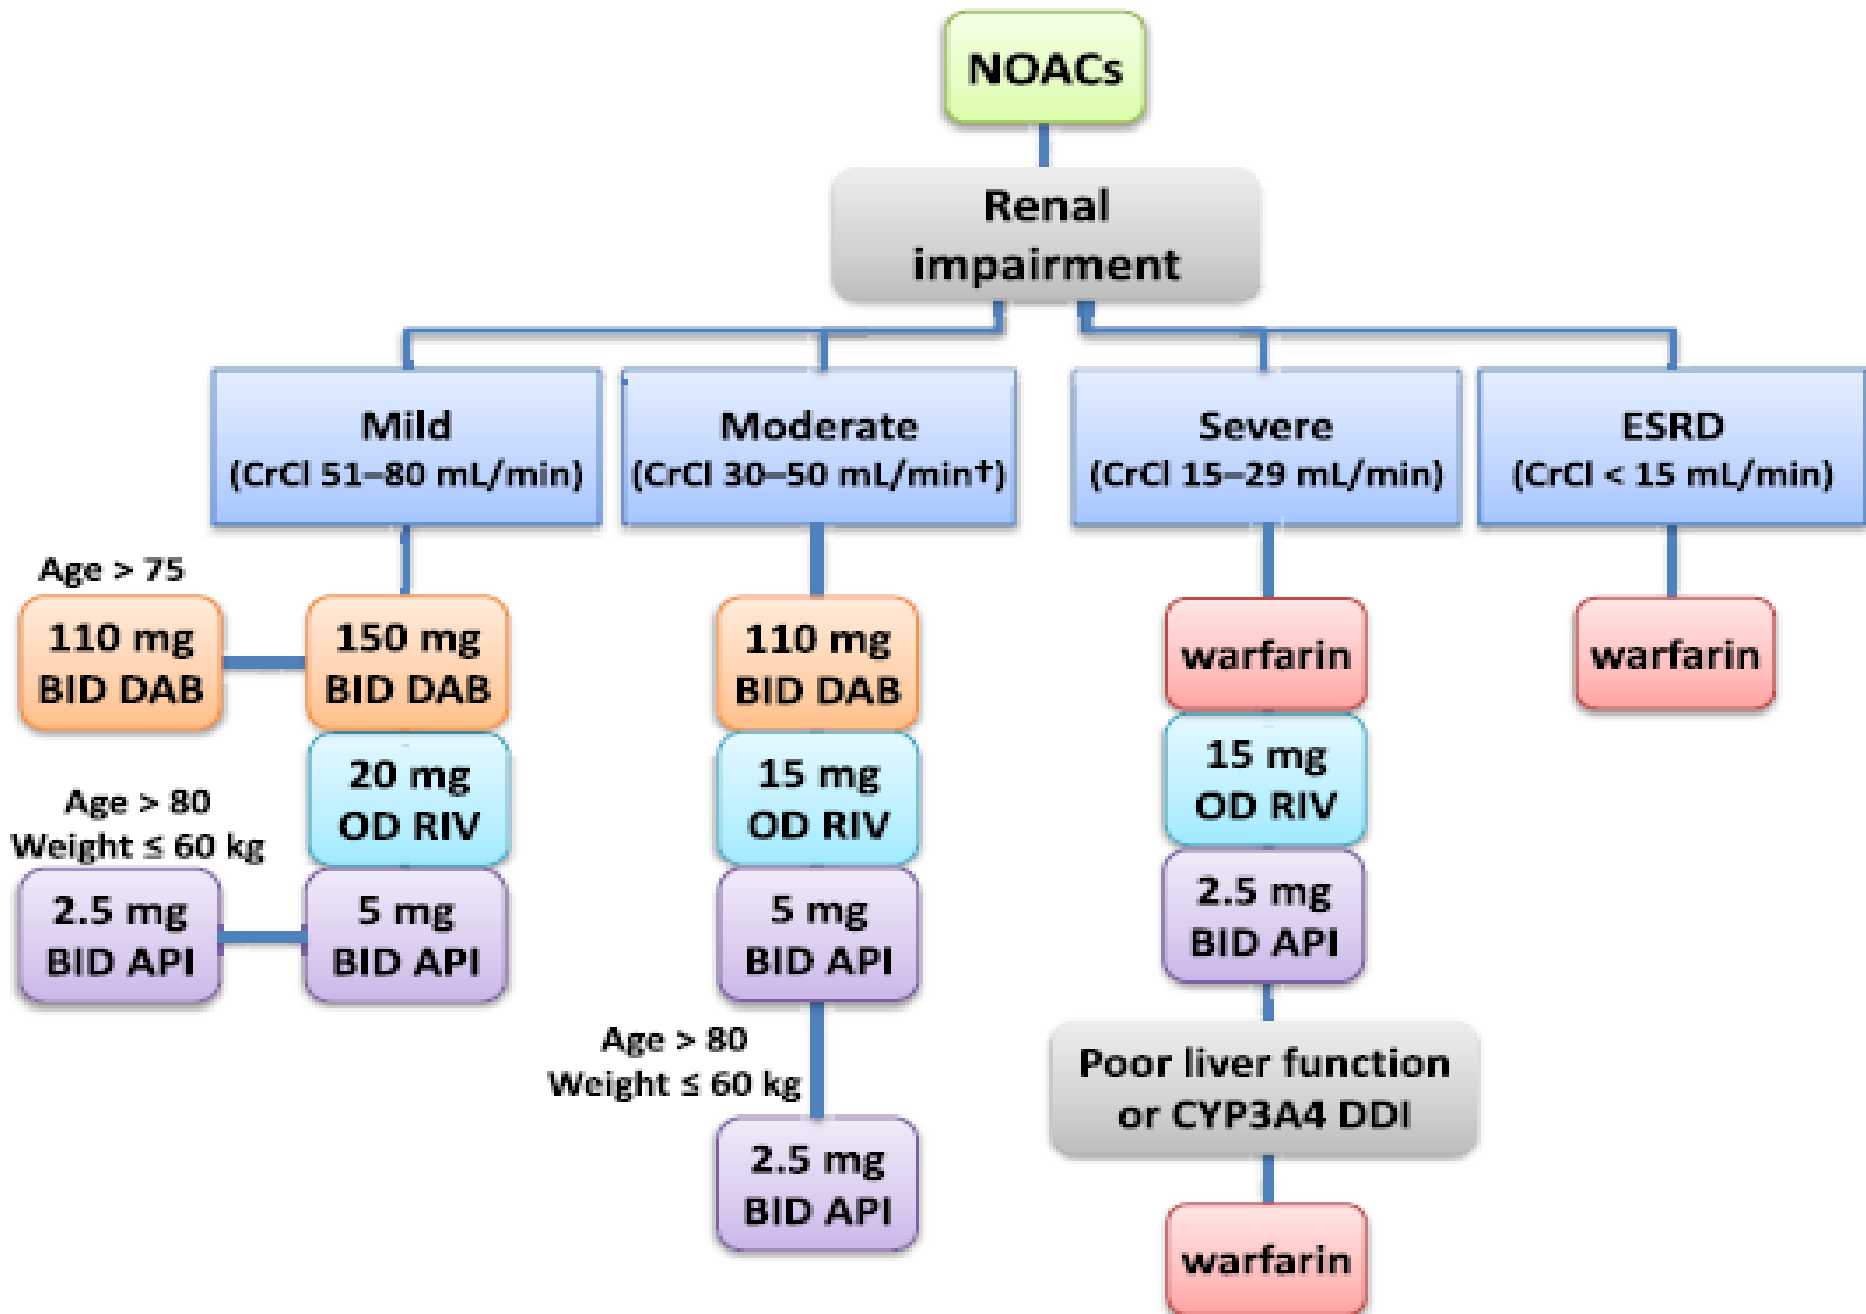 NOACs
Renal
impairment
Mild
(CrCl 51–80 mL/min)
Moderate
(CrCl 30–50 mL/min†)
Severe
(CrCl 15–29 mL/min)
ESRD
(CrCl < 15 mL/min)
Age > 75
110 mg
BID DAB
150 mg
BID DAB
20 mg
OD RIV
Age > 80
Weight ≤ 60 kg
2.5 mg
BID API
5 mg
BID API
110 mg
BID DAB
15 mg
OD RIV
5 mg
BID API
Age > 80
Weight ≤ 60 kg
2.5 mg
BID API
warfarin
15 mg
OD RIV
2.5 mg
BID API
Poor liver function
or CYP3A4 DDI
warfarin
warfarin